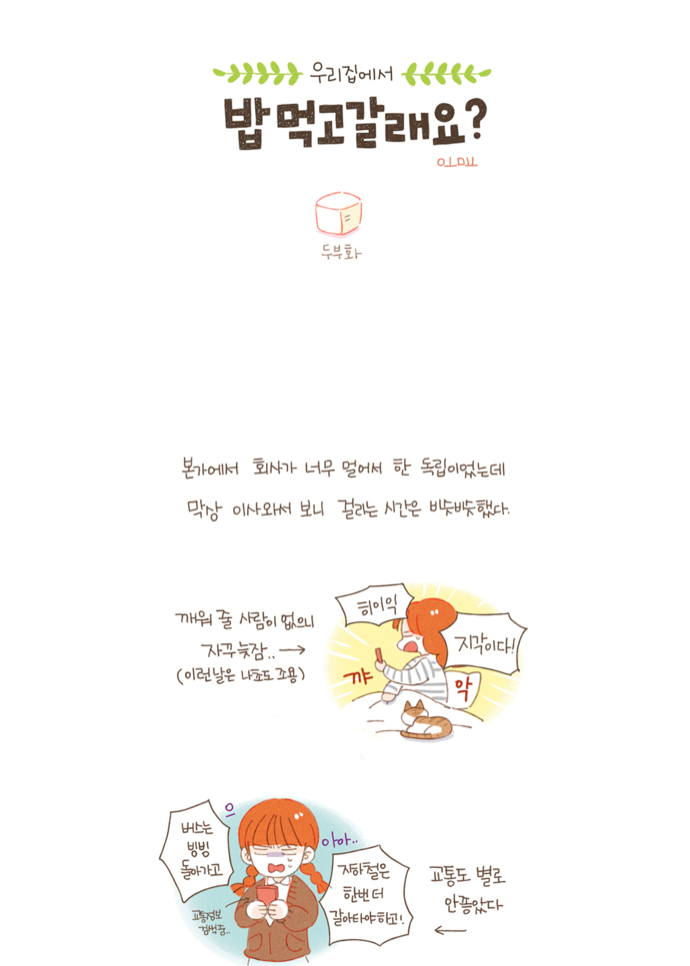 우리집에서
밥 먹고갈래요?
오묘
두부화
본가에서 회사가 너무 멀어서 한 독립이었는데
막상 이사와서 보니 걸리는 시간은 비슷비슷했다.
깨워 줄 사람이 없으니
자꾸늦잠.. →
(이런날은 나쵸도 조용)
히이익
지각이다!
꺄
악
으
아아..
버스는
빙빙
돌아가고
지하철은
한번 더
갈아타야하고!
교통정보
검색중..
교통도 별로
안좋았다
←